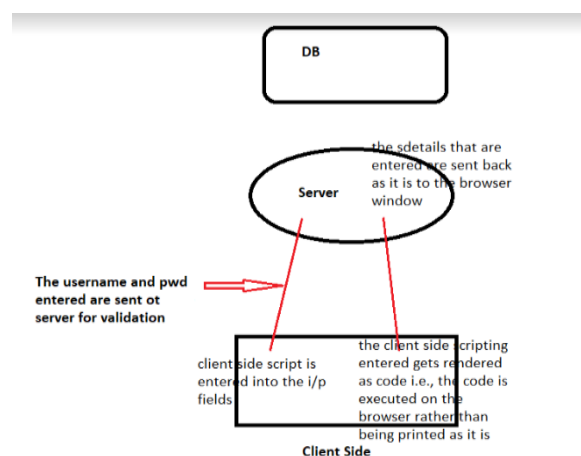 DB
the sdetails that are
entered are sent back
as it is to the browser
window
Server
The username and pwd
entered are sent ot
server for validation
client side script is
entered into the i/p
fields
the client side scripting
entered gets rendered
as code i.e., the code is
executed on the
browser rather than
being printed as it is
Client Side